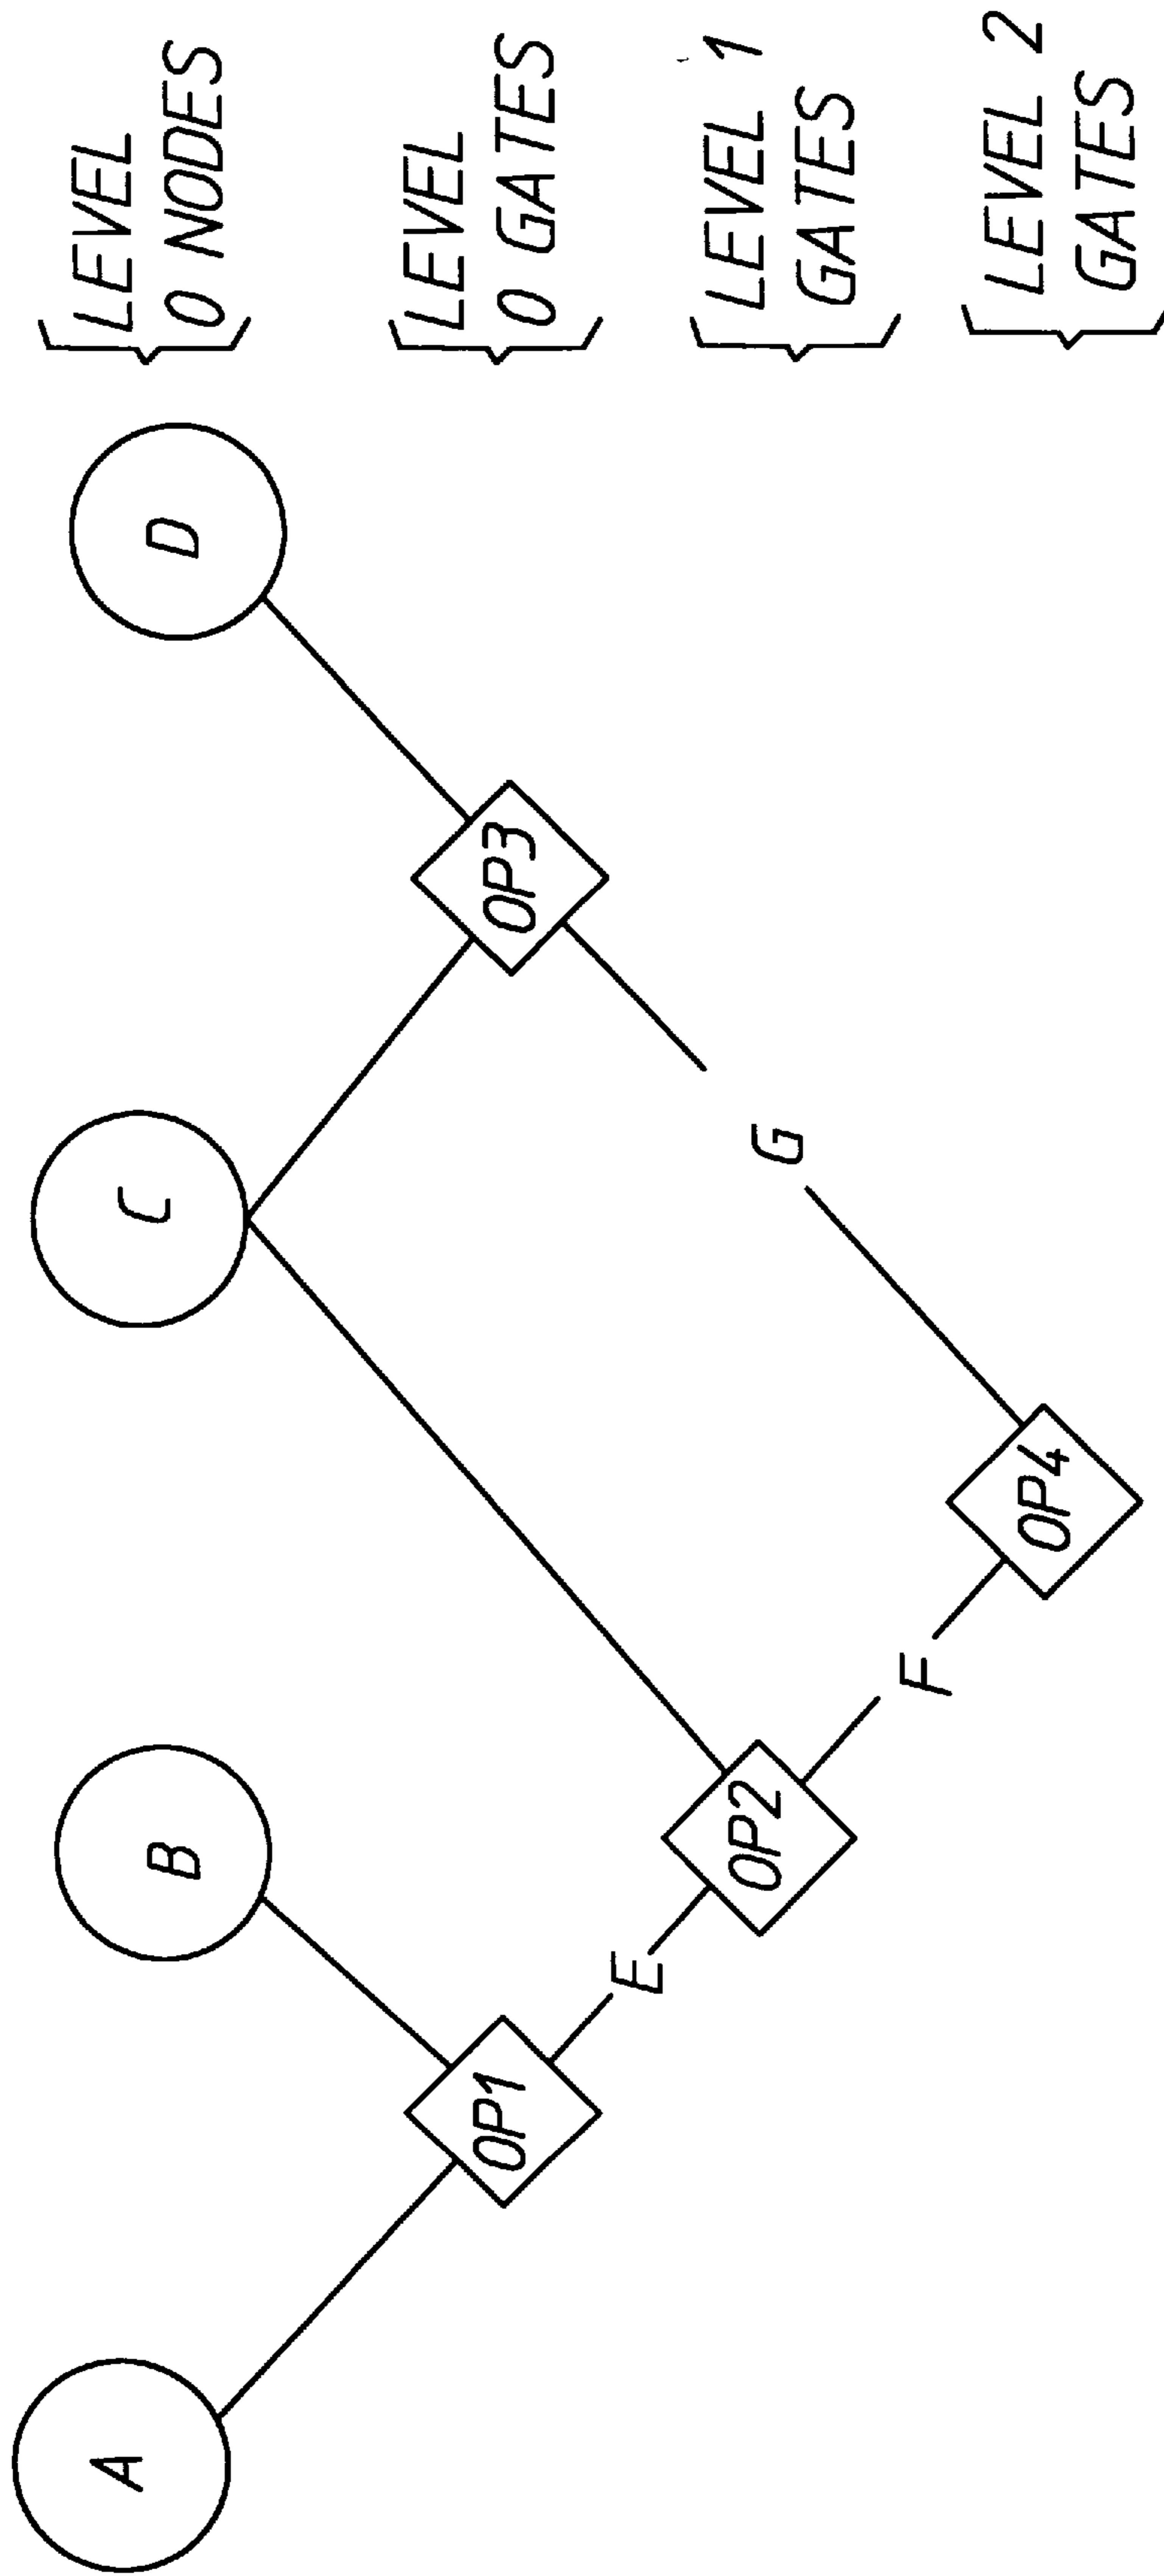 A
B
C
D
LEVEL
0 NODES
OP1
OP3
LEVEL
0 GATES
E
OP2
G
LEVEL 1
GATES
F
OP4
LEVEL 2
GATES